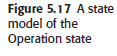 Figure 5.17 A state
model of the
Operation state